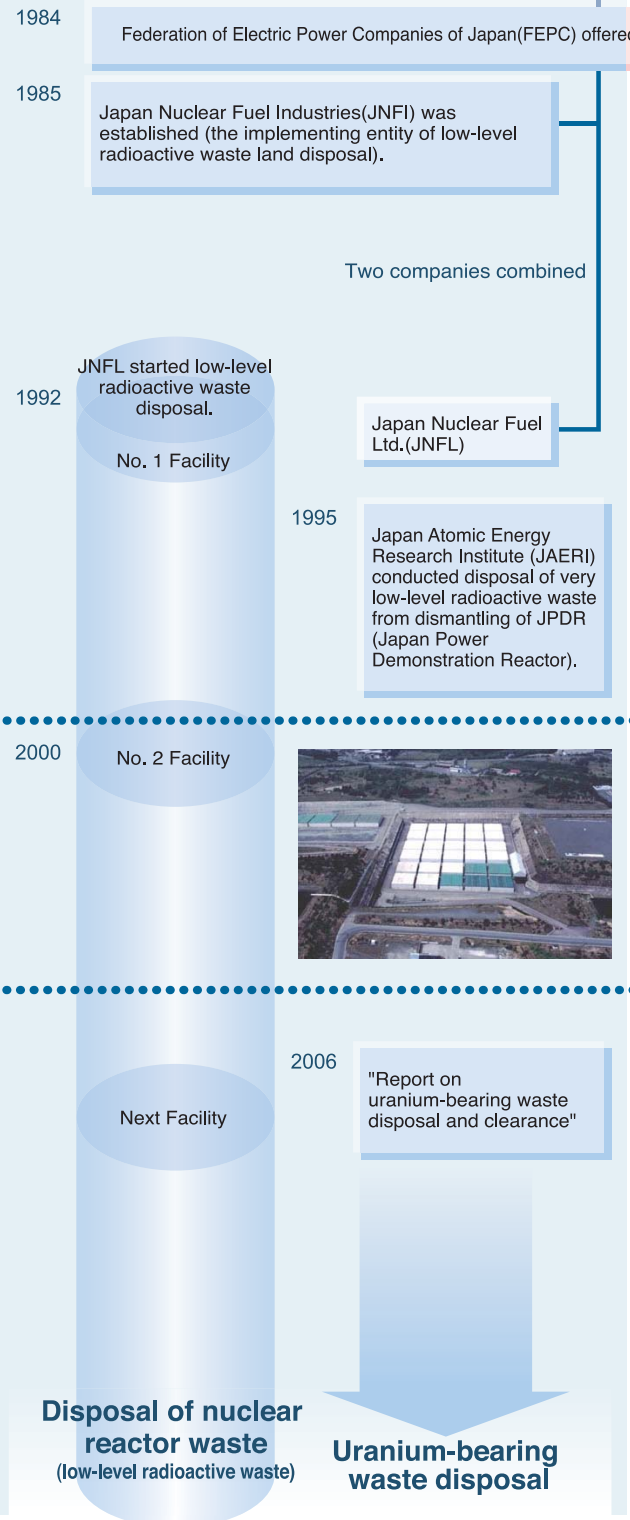 1984
Federation of Electric Power Companies of Japan(FEPC) offered
1985
Japan Nuclear Fuel Industries(JNFI) was
established (the implementing entity of low-level
radioactive waste land disposal).
Two companies combined
1992
JNFL started low-level
radioactive waste
disposal.
No. 1 Facility
Japan Nuclear Fuel
Ltd.(JNFL)
1995
Japan Atomic Energy
Research Institute (JAERI)
conducted disposal of very
low-level radioactive waste
from dismantling of JPDR
(Japan Power
Demonstration Reactor).
2000
No. 2 Facility
2006
"Report on
uranium-bearing waste
disposal and clearance"
Next Facility
Disposal of nuclear
reactor waste
(low-level radioactive waste)
Uranium-bearing
waste disposal